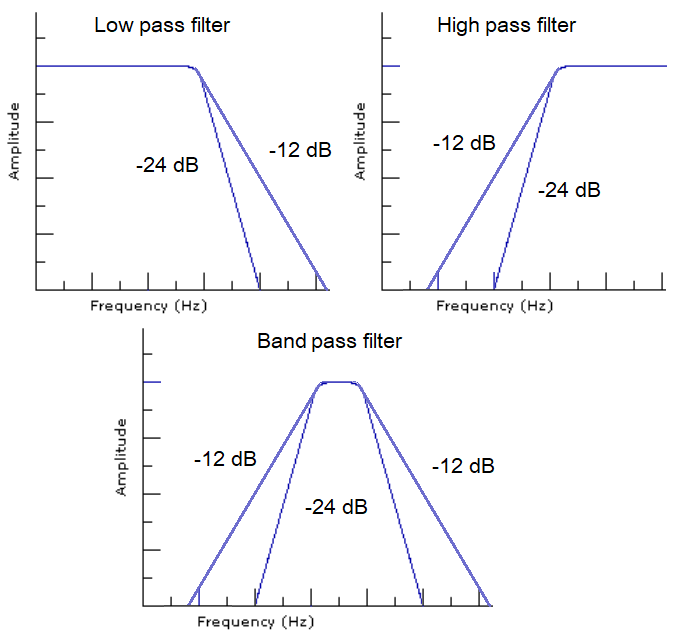 Low pass filter
High pass filter
Amplitude
-24 dB
-12 dB
Frequency (Hz)
Amplitude
-12 dB
-24 dB
Frequency (Hz)
Band pass filter
Amplitude
-12 dB
-24 dB
-12 dB
Frequency (Hz)